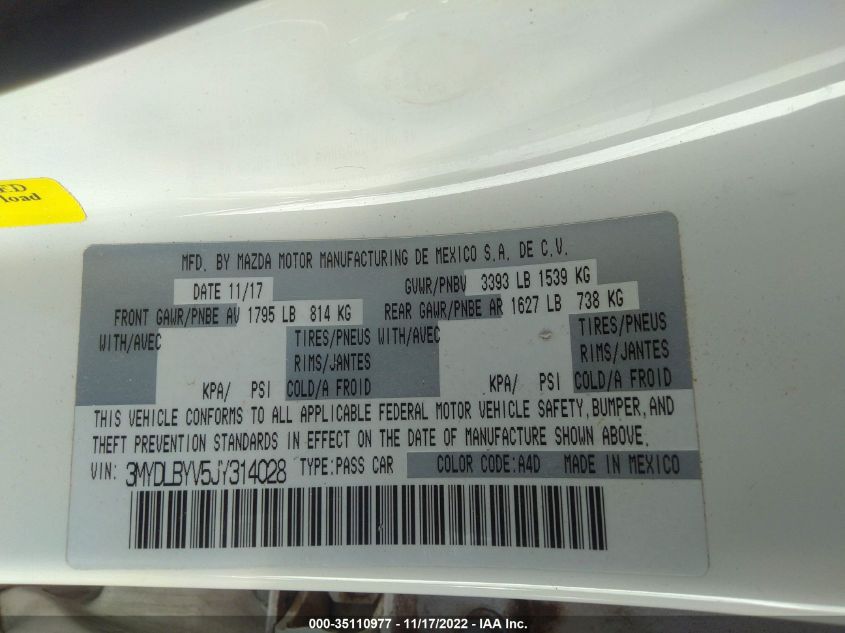 ED
load
MFD. BY MAZDA MOTOR MANUFACTURING DE MEXICO S.A. DE C.V.
DATE 11/17 GVWR/PNBV 3393 LB 1539 KG
FRONT GAWR/PNBE AV 1795 LB 814 KG REAR GAWR/PNBE AR 1627 LB 738 KG
WITH/AVEC TIRES/PNEUS WITH/AVEC TIRES/PNEUS
RIMS/JANTES RIMS/JANTES
KPA/ PSI COLD/A FROID KPA/ PSI COLD/A FROID
THIS VEHICLE CONFORMS TO ALL APPLICABLE FEDERAL MOTOR VEHICLE SAFETY, BUMPER, AND
THEFT PREVENTION STANDARDS IN EFFECT ON THE DATE OF MANUFACTURE SHOWN ABOVE.
VIN: 3MYDLBYV5JY314028 TYPE:PASS CAR COLOR CODE:A4D MADE IN MEXICO
000-35110977 - 11/17/2022 - IAA Inc.